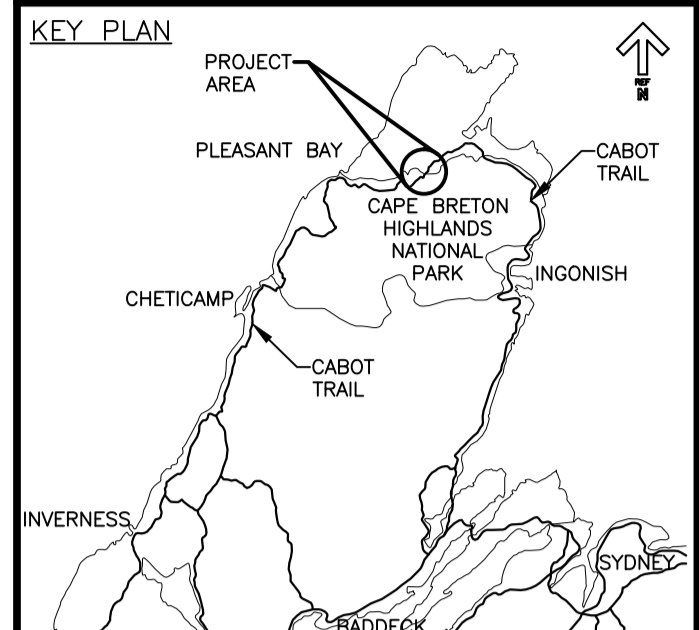 KEY PLAN
PROJECT
AREA
REF
N
PLEASANT BAY
CABOT
TRAIL
CAPE BRETON
HIGHLANDS
NATIONAL
PARK
INGONISH
CHETICAMP
CABOT
TRAIL
INVERNESS
SYDNEY
BADDECK